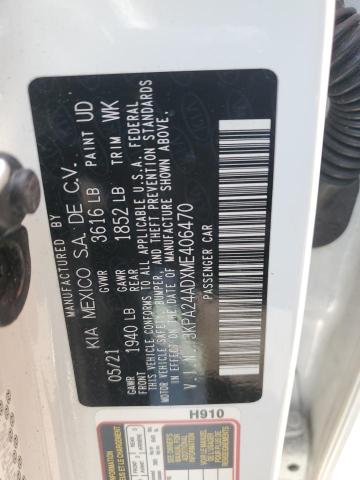 MANUFACTURED BY
KIA MEXICO S.A. DE C.V.
05/21 GVWR 3616 LB PAINT UD
GAWR FRONT 1940 LB GAWR REAR 1852 LB TRIM WK
THIS VEHICLE CONFORMS TO ALL APPLICABLE U.S.A. FEDERAL
MOTOR VEHICLE SAFETY, BUMPER, AND THEFT PREVENTION STANDARDS
IN EFFECT ON THE DATE OF MANUFACTURE SHOWN ABOVE.
V.I.N.: 3KPA24ADXME406470
PASSENGER CAR
H910